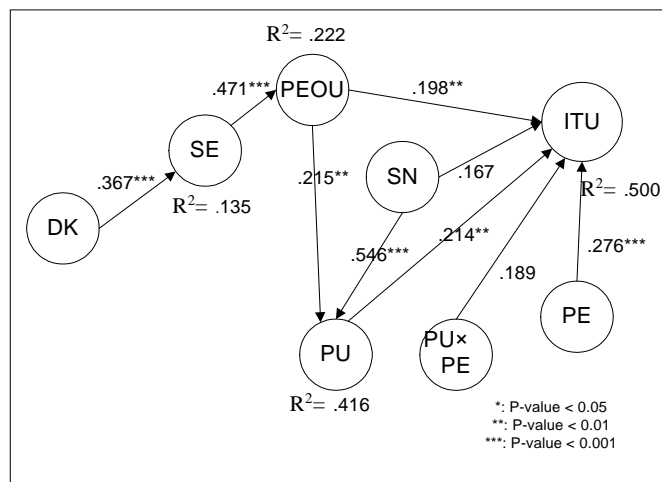 R²= .222
.471***
PEOU
.198**
ITU
SE
.367***
R²= .135
.215**
SN
.167
R²= .500
DK
.546***
.214**
.189
.276***
PU
PU×
PE
PE
R²= .416
*: P-value < 0.05
**: P-value < 0.01
***: P-value < 0.001